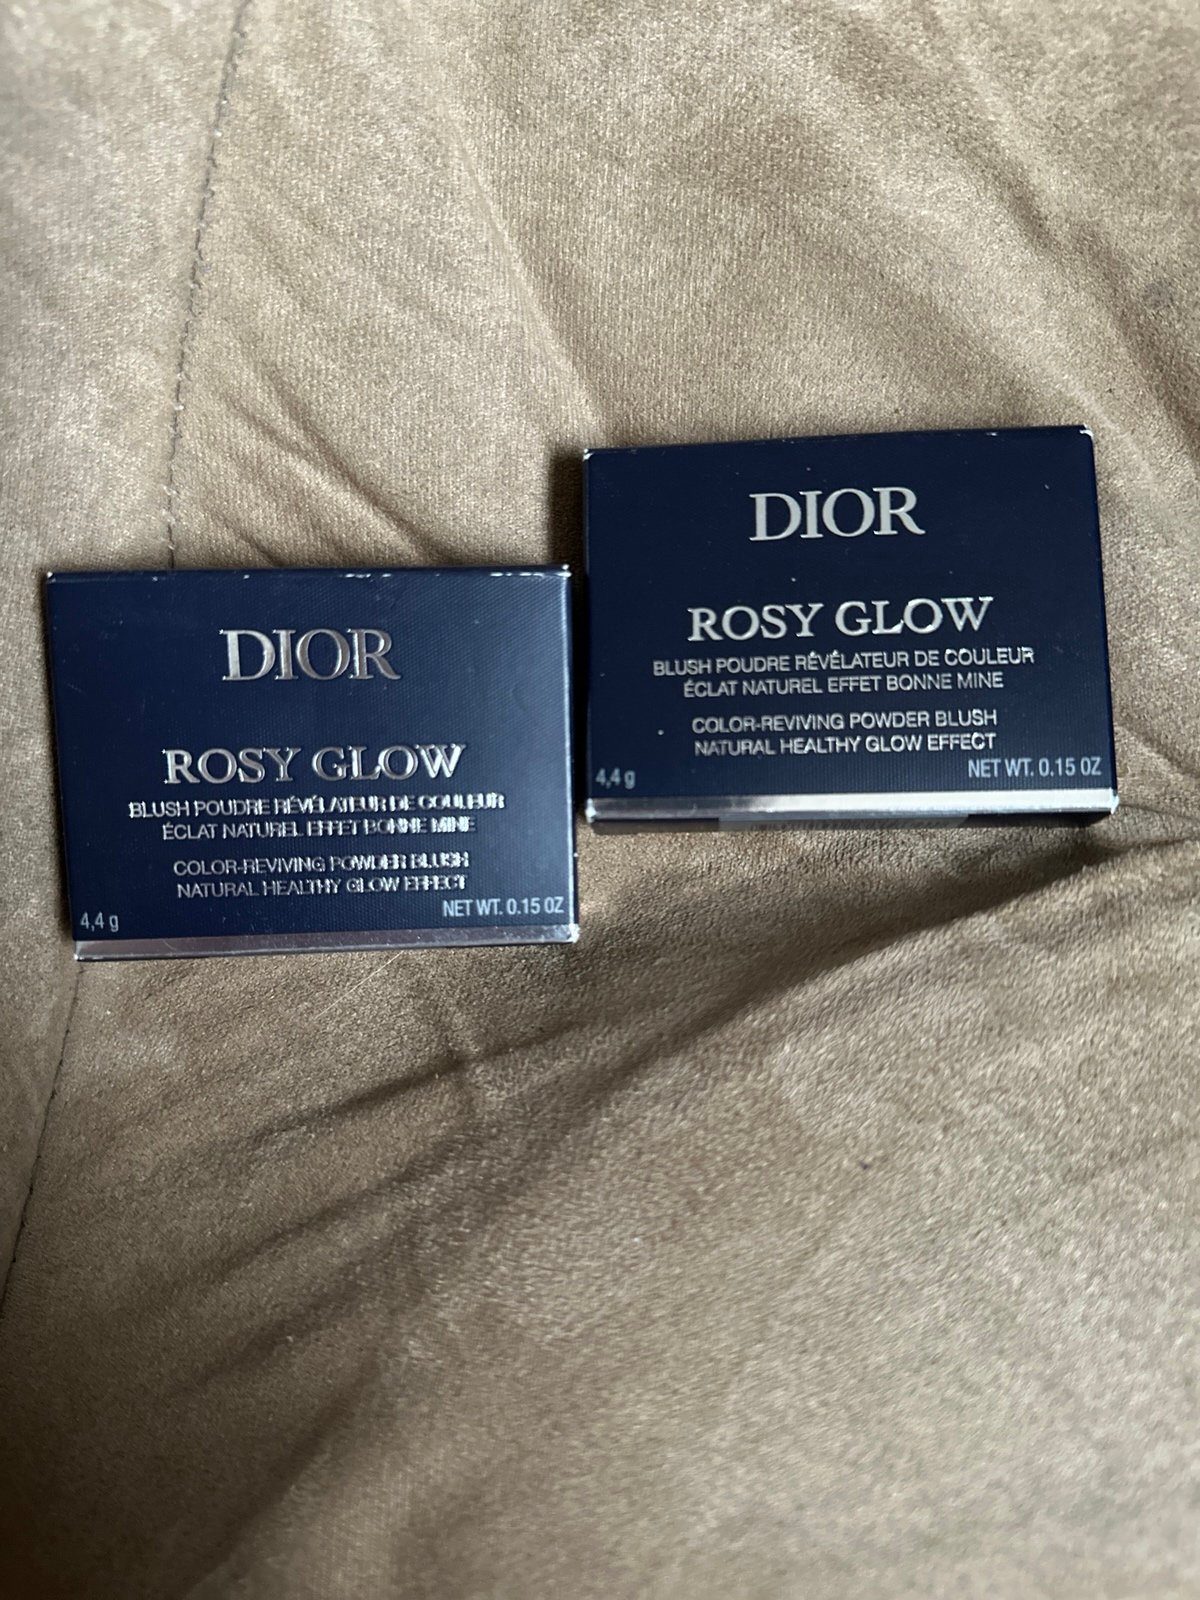 DIOR
ROSY GLOW
BLUSH POUDRE RÉVÉLATEUR DE COULEUR
ÉCLAT NATUREL EFFET BONNE MINE
COLOR-REVIVING POWDER BLUSH
NATURAL HEALTHY GLOW EFFECT
4,4 g
NET WT. 0.15 OZ
DIOR
ROSY GLOW
BLUSH POUDRE RÉVÉLATEUR DE COULEUR
ÉCLAT NATUREL EFFET BONNE MINE
COLOR-REVIVING POWDER BLUSH
NATURAL HEALTHY GLOW EFFECT
4,4 g
NET WT. 0.15 OZ